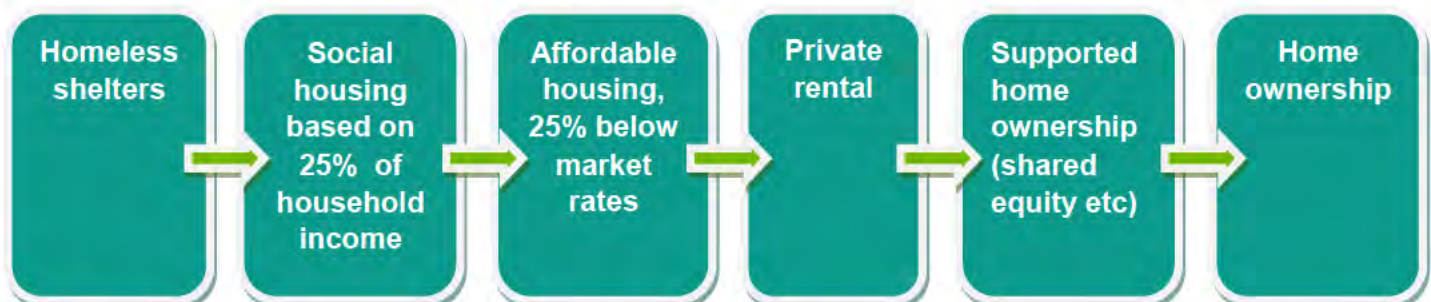 Homeless
shelters
Social
housing
based on
25% of
household
income
Affordable
housing,
25% below
market
rates
Private
rental
Supported
home
ownership
(shared
equity etc)
Home
ownership